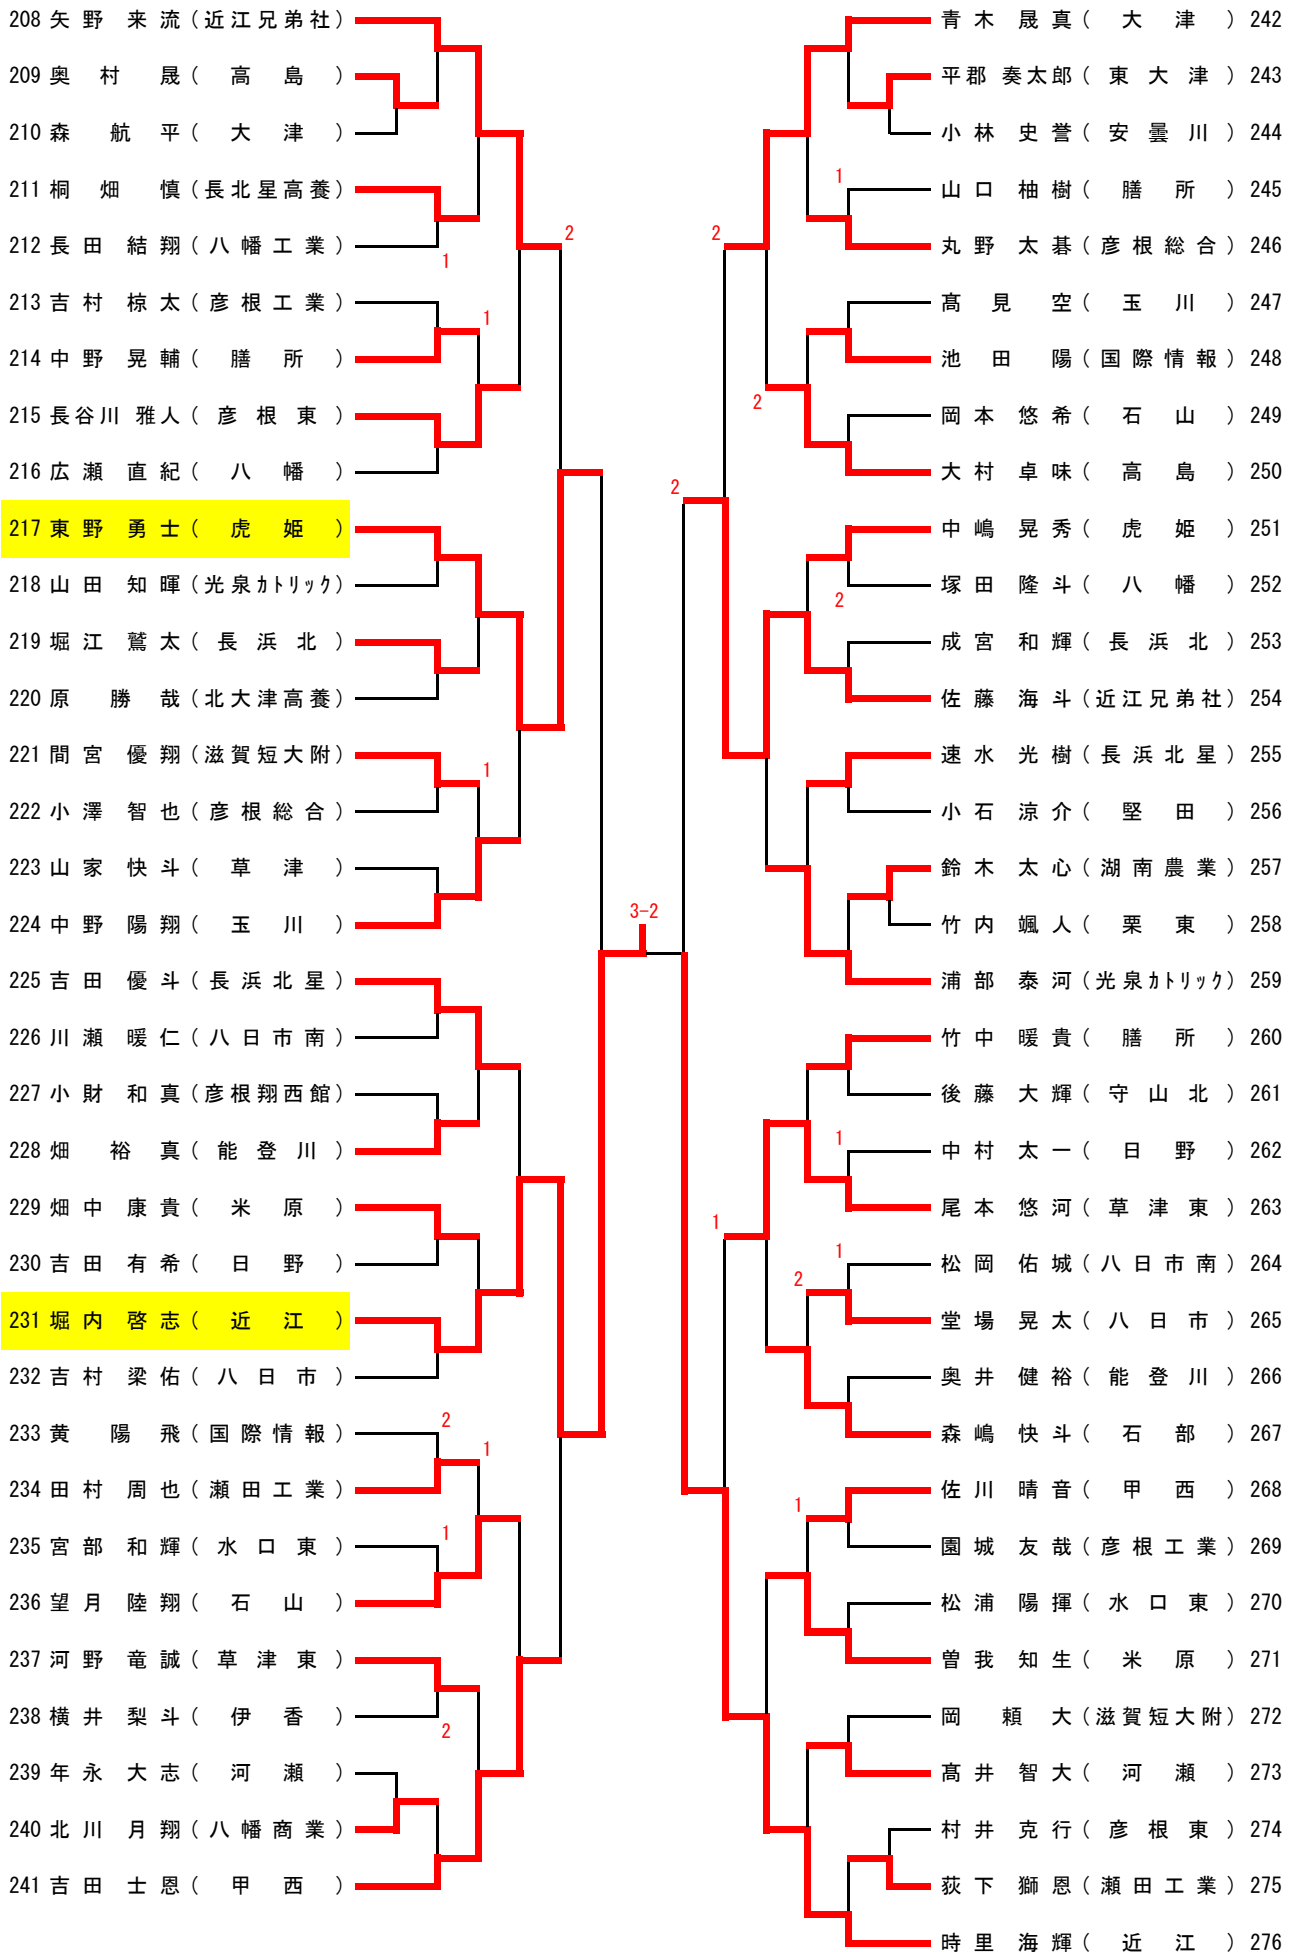 208 矢野 来流 (近江兄弟社)
209 奥村 晟 (高島)
210 森 航平 (大津)
211 桐畑 慎 (長北星高養)
212 長田 結翔 (八幡工業)
213 吉村 椋太 (彦根工業)
214 中野 晃輔 (膳所)
215 長谷川 雅人 (彦根東)
216 広瀬 直紀 (八幡)
217 東野 勇士 (虎姫)
218 山田 知暉 (光泉カトリック)
219 堀江 鷲太 (長浜北)
220 原 勝哉 (北大津高養)
221 間宮 優翔 (滋賀短大附)
222 小澤 智也 (彦根総合)
223 山家 快斗 (草津)
224 中野 陽翔 (玉川)
225 吉田 優斗 (長浜北星)
226 川瀬 暖仁 (八日市南)
227 小財 和真 (彦根翔西館)
228 畑 裕真 (能登川)
229 畑中 康貴 (米原)
230 吉田 有希 (日野)
231 堀内 啓志 (近江)
232 吉村 梁佑 (八日市)
233 黄 陽飛 (国際情報)
234 田村 周也 (瀬田工業)
235 宮部 和輝 (水口東)
236 望月 陸翔 (石山)
237 河野 竜誠 (草津東)
238 横井 梨斗 (伊香)
239 年永 大志 (河瀬)
240 北川 月翔 (八幡商業)
241 吉田 士恩 (甲西)
1
1
2
1
2
1
1
2
3-2
2
2
1
2
2
1
1
1
2
1
青木 晟真 (大津) 242
平郡 奏太郎 (東大津) 243
小林 史誉 (安曇川) 244
山口 柚樹 (膳所) 245
丸野 太碁 (彦根総合) 246
髙見 空 (玉川) 247
池田 陽 (国際情報) 248
岡本 悠希 (石山) 249
大村 卓味 (高島) 250
中嶋 晃秀 (虎姫) 251
塚田 隆斗 (八幡) 252
成宮 和輝 (長浜北) 253
佐藤 海斗 (近江兄弟社) 254
速水 光樹 (長浜北星) 255
小石 涼介 (堅田) 256
鈴木 太心 (湖南農業) 257
竹内 颯人 (栗東) 258
浦部 泰河 (光泉カトリック) 259
竹中 暖貴 (膳所) 260
後藤 大輝 (守山北) 261
中村 太一 (日野) 262
尾本 悠河 (草津東) 263
松岡 佑城 (八日市南) 264
堂場 晃太 (八日市) 265
奥井 健裕 (能登川) 266
森嶋 快斗 (石部) 267
佐川 晴音 (甲西) 268
園城 友哉 (彦根工業) 269
松浦 陽揮 (水口東) 270
曽我 知生 (米原) 271
岡 頼大 (滋賀短大附) 272
髙井 智大 (河瀬) 273
村井 克行 (彦根東) 274
荻下 獅恩 (瀬田工業) 275
時里 海輝 (近江) 276